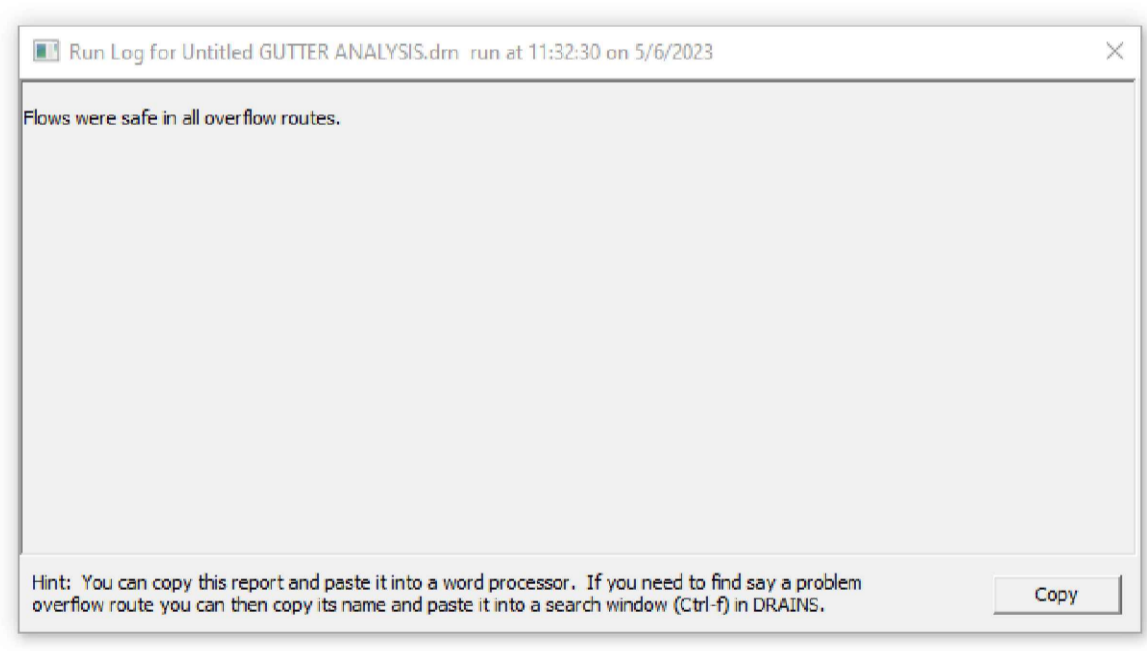 Run Log for Untitled GUTTER ANALYSIS.drn run at 11:32:30 on 5/6/2023
Flows were safe in all overflow routes.
Hint: You can copy this report and paste it into a word processor. If you need to find say a problem
overflow route you can then copy its name and paste it into a search window (Ctrl-f) in DRAINS.
Copy